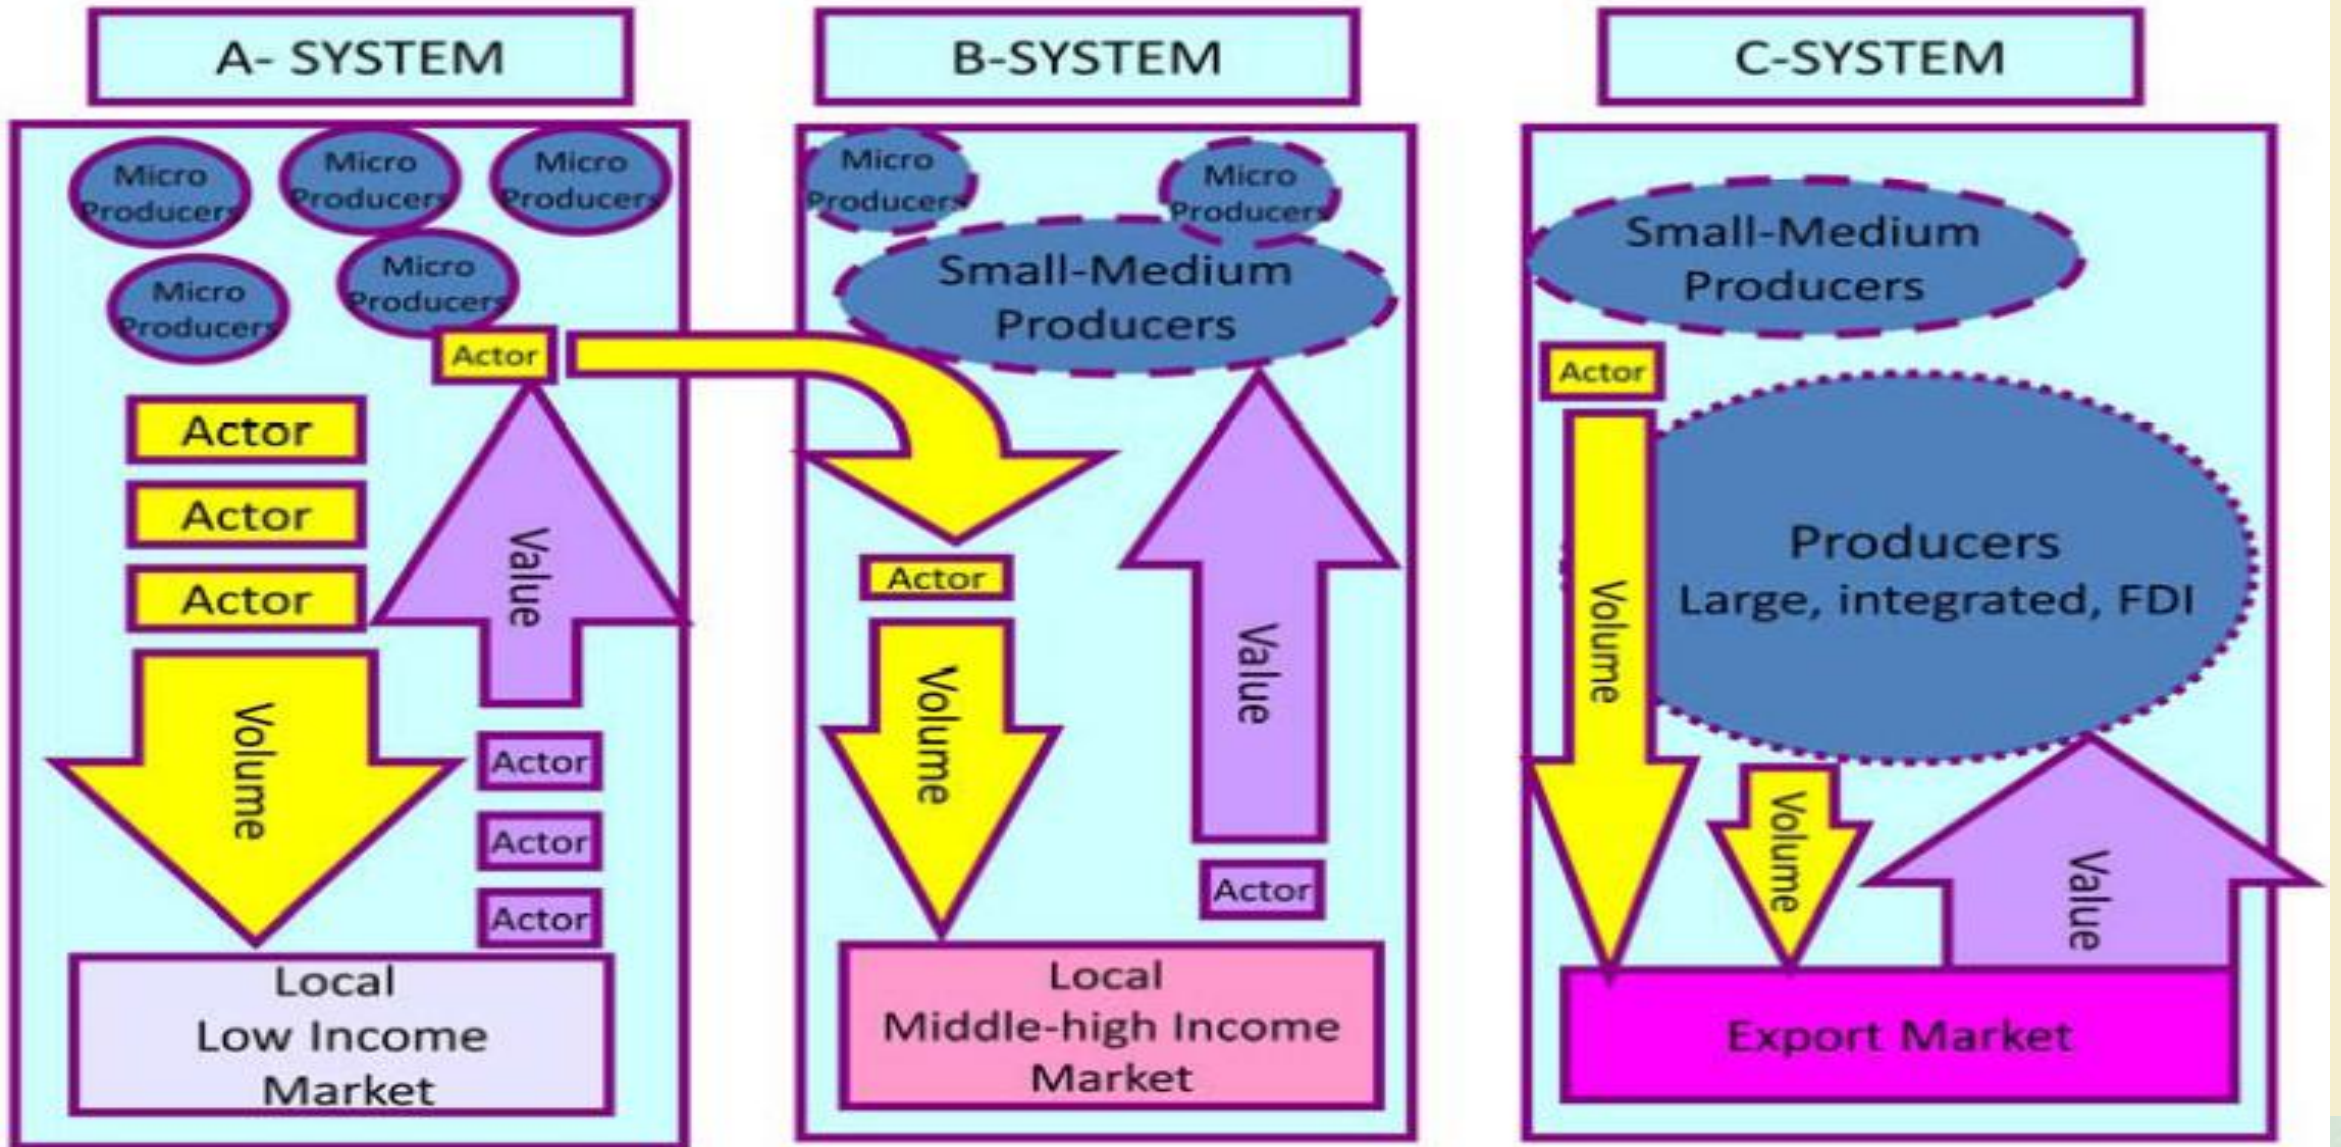 A- SYSTEM
Micro
Producers
Micro
Producers
Micro
Producers
Micro
Producers
Micro
Producers
Actor
Actor
Actor
Actor
Value
Volume
Actor
Actor
Actor
Local
Low Income
Market
B-SYSTEM
Micro
Producers
Micro
Producers
Small-Medium
Producers
Actor
Volume
Value
Actor
Local
Middle-high Income
Market
C-SYSTEM
Small-Medium
Producers
Actor
Producers
Large, integrated, FDI
Volume
Volume
Value
Export Market